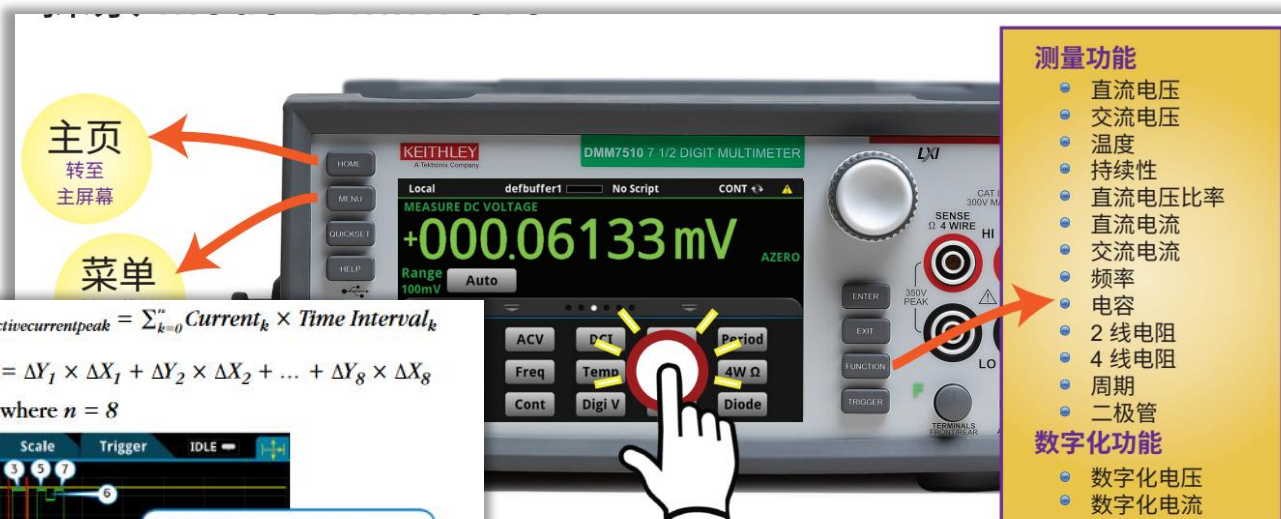 主页
转至
主屏幕
菜单
HOME
MENU
QUICKSET
HELP
KEITHLEY
A Tektronix Company
DMM7510 7 1/2 DIGIT MULTIMETER
Local defbuffer1 No Script CONT
MEASURE DC VOLTAGE
+000.06133 mV
AZERO
Range
100mV
Auto
ACV DCI Period
Freq Temp 4W Ω
Cont Digi V Diode
LXI
SENSE
Ω 4 WIRE
HI
350V
PEAK
LO
ENTER
EXIT
FUNCTION
TRIGGER
F
TERMINALS
FRONT/REAR
测量功能
直流电压
交流电压
温度
持续性
直流电压比率
直流电流
交流电流
频率
电容
2 线电阻
4 线电阻
周期
二极管
数字化功能
数字化电压
数字化电流
ctivecurrentpeak = ∑ⁿₖ₌₀ Currentₖ × Time Intervalₖ
= ΔY₁ × ΔX₁ + ΔY₂ × ΔX₂ + ... + ΔY₈ × ΔX₈
where n = 8
Scale Trigger IDLE
3 5 7
6